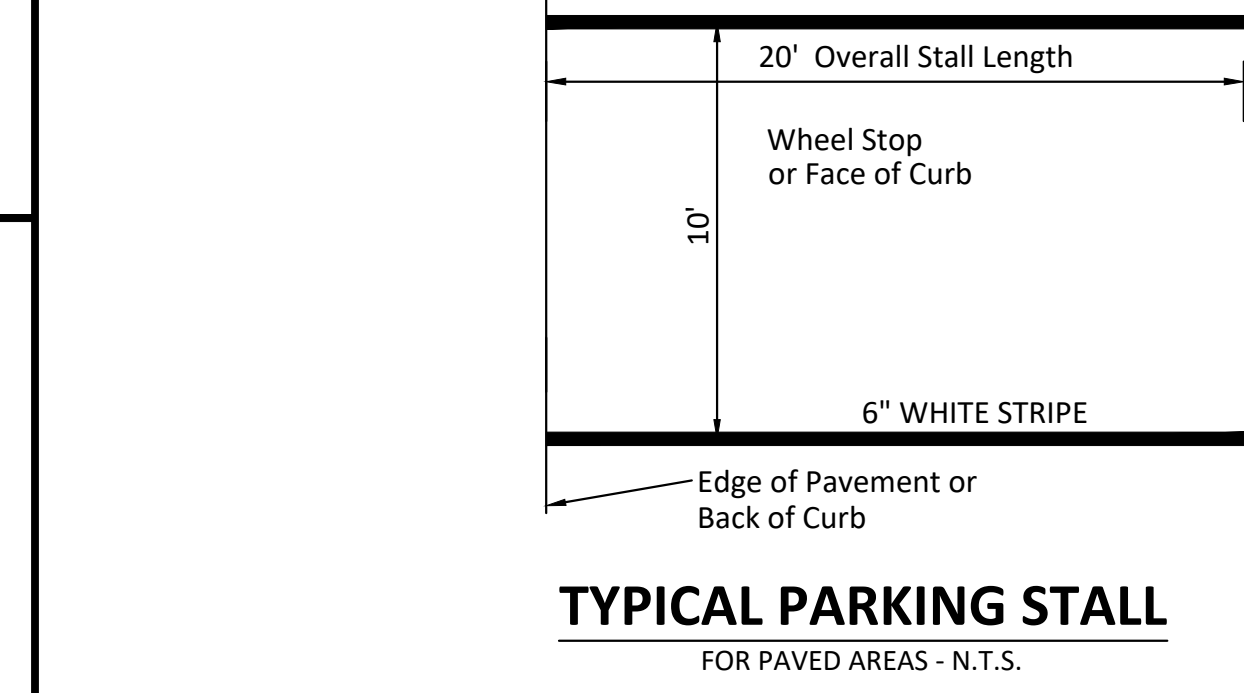 20' Overall Stall Length
Wheel Stop
or Face of Curb
10'
6" WHITE STRIPE
Edge of Pavement or
Back of Curb
TYPICAL PARKING STALL
FOR PAVED AREAS - N.T.S.